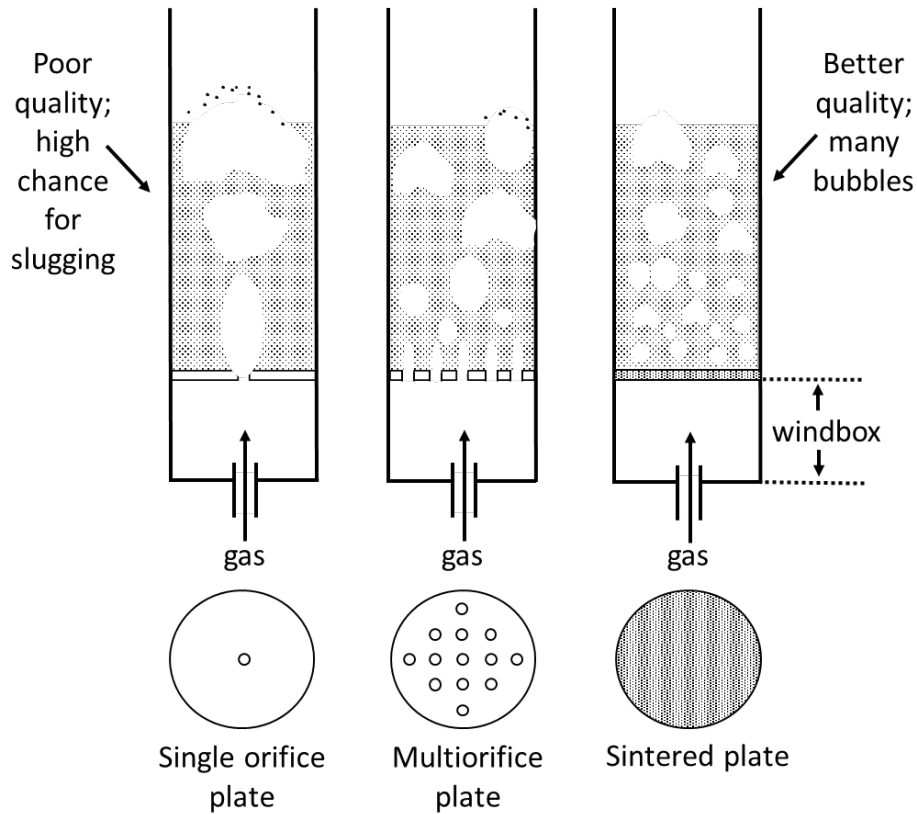 Poor
quality;
high
chance
for
slugging
Better
quality;
many
bubbles
windbox
gas
gas
gas
Single orifice
plate
Multiorifice
plate
Sintered plate